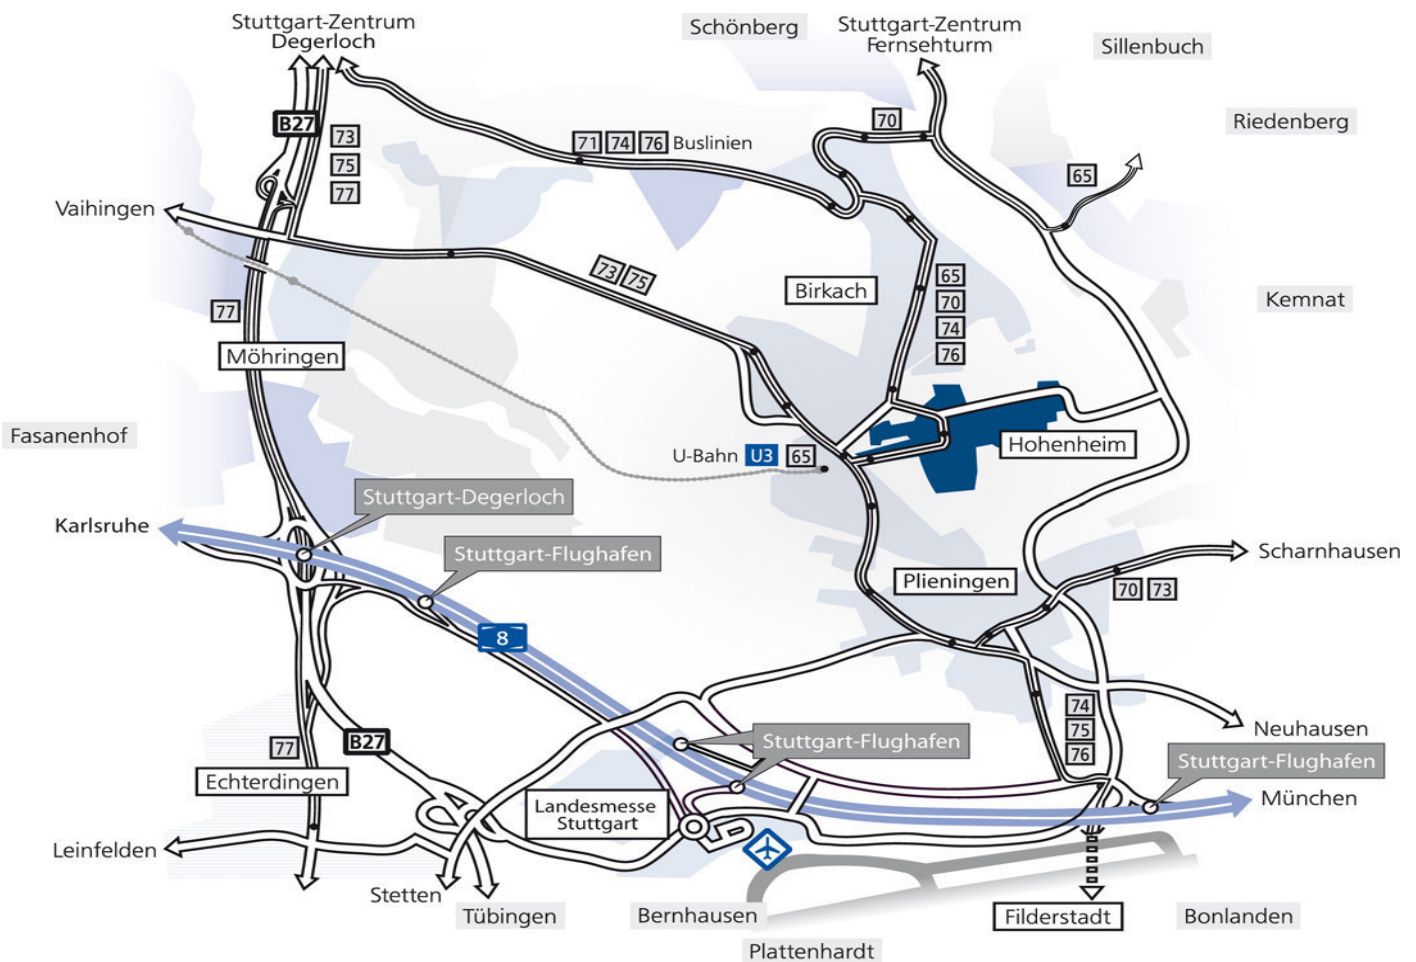 Stuttgart-Zentrum
Degerloch
Schönberg
Stuttgart-Zentrum
Fernsehturm
Sillenbuch
B27
73
75
77
71 74 76 Buslinien
70
Riedenberg
65
Vaihingen
73 75
Birkach
65
70
74
76
Kemnat
77
Möhringen
Fasanenhof
U-Bahn U3 65
Hohenheim
Stuttgart-Degerloch
Karlsruhe
Stuttgart-Flughafen
Scharnhausen
Plieningen
70 73
8
74
75
76
Neuhausen
B27
77
Stuttgart-Flughafen
Stuttgart-Flughafen
Echterdingen
Landesmesse
Stuttgart
München
Leinfelden
Stetten
Tübingen
Bernhausen
Filderstadt
Bonlanden
Plattenhardt